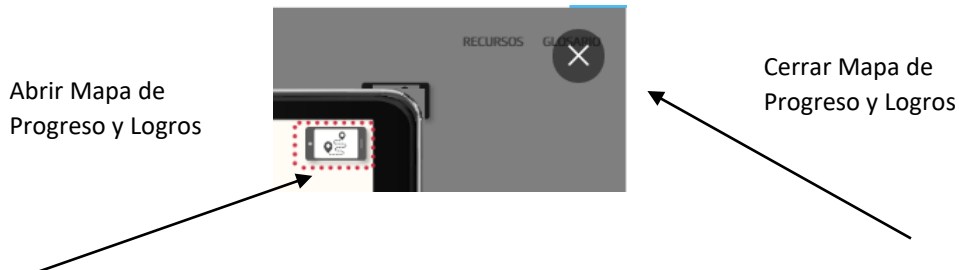 RECURSOS GLOSARIO
Abrir Mapa de
Progreso y Logros
Cerrar Mapa de
Progreso y Logros